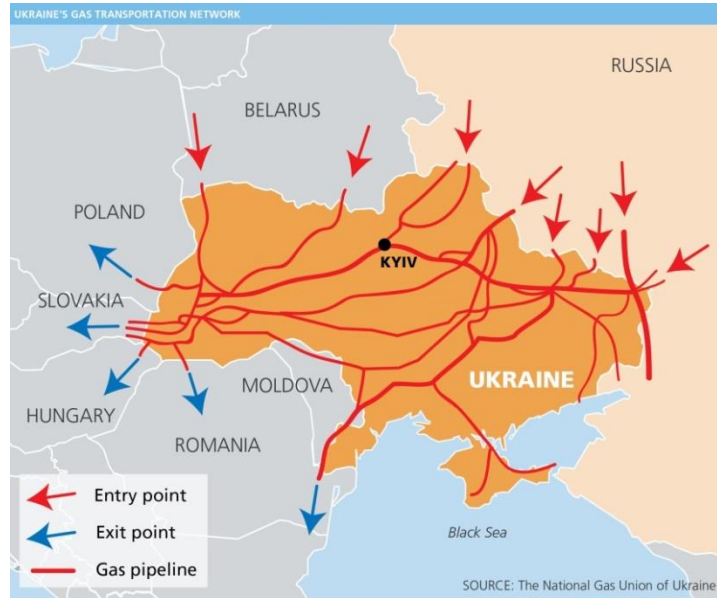 UKRAINE'S GAS TRANSPORTATION NETWORK
RUSSIA
BELARUS
POLAND
KYIV
SLOVAKIA
UKRAINE
MOLDOVA
HUNGARY
ROMANIA
Entry point
Exit point
Gas pipeline
Black Sea
SOURCE: The National Gas Union of Ukraine